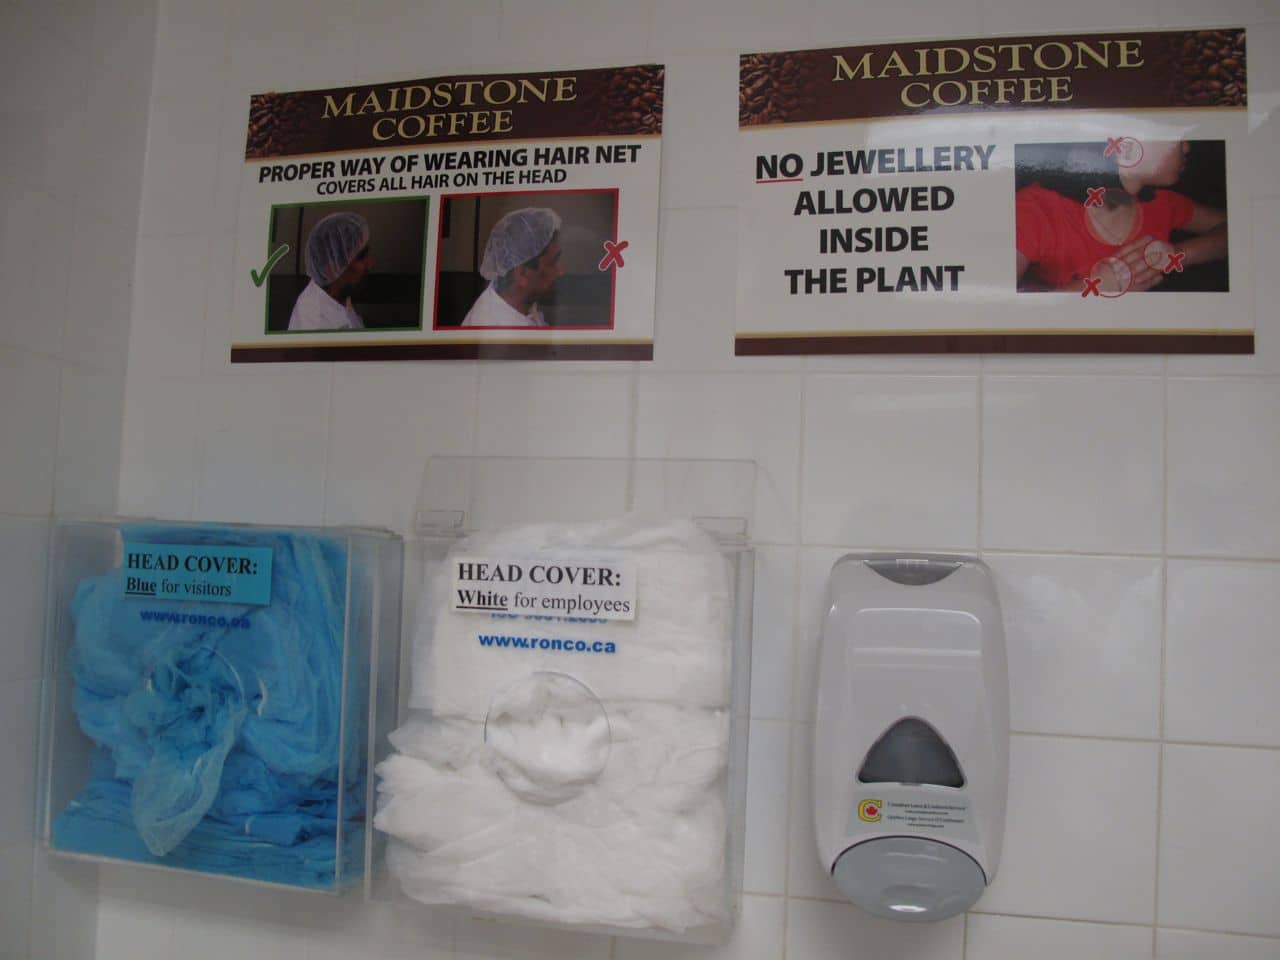 MAIDSTONE
COFFEE
PROPER WAY OF WEARING HAIR NET
COVERS ALL HAIR ON THE HEAD
MAIDSTONE
COFFEE
NO JEWELLERY
ALLOWED
INSIDE
THE PLANT
HEAD COVER:
Blue for visitors
www.ronco.ca
HEAD COVER:
White for employees
www.ronco.ca